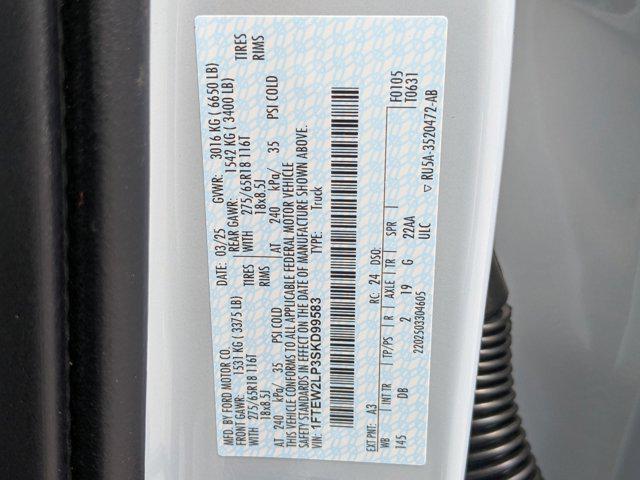 MFD. BY FORD MOTOR CO.
DATE: 03/25 GVWR: 3016 KG ( 6650 LB)
FRONT GAWR: 1531 KG ( 3375 LB) REAR GAWR: 1542 KG ( 3400 LB)
WITH 275/65R18 116T TIRES WITH 275/65R18 116T TIRES
18x8.5J RIMS 18x8.5J RIMS
AT 240 kPa/ 35 PSI COLD AT 240 kPa/ 35 PSI COLD
THIS VEHICLE CONFORMS TO ALL APPLICABLE FEDERAL MOTOR VEHICLE
SAFETY STANDARDS IN EFFECT ON THE DATE OF MANUFACTURE SHOWN ABOVE.
VIN: 1FTEW2LP3SKD99583 TYPE: Truck
F0105
EXT PNT: A3 RC: 24 DSO: T0631
WB INT TR TP/PS R AXLE TR SPR
145 DB 2 19 G 22AA
ULC
2202503304605 ▽ RU5A-3520472-AB